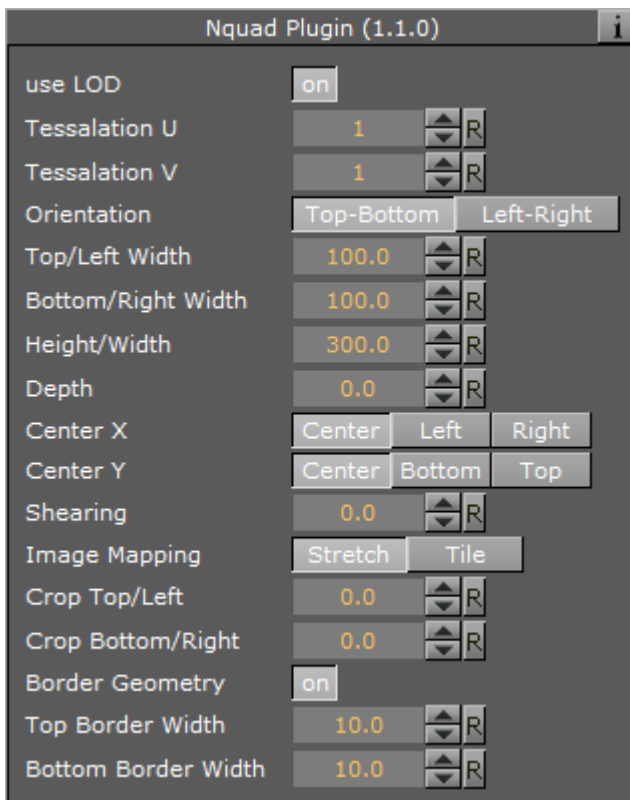 Nquad Plugin (1.1.0) i
use LOD on
Tessalation U 1 R
Tessalation V 1 R
Orientation Top-Bottom Left-Right
Top/Left Width 100.0 R
Bottom/Right Width 100.0 R
Height/Width 300.0 R
Depth 0.0 R
Center X Center Left Right
Center Y Center Bottom Top
Shearing 0.0 R
Image Mapping Stretch Tile
Crop Top/Left 0.0 R
Crop Bottom/Right 0.0 R
Border Geometry on
Top Border Width 10.0 R
Bottom Border Width 10.0 R